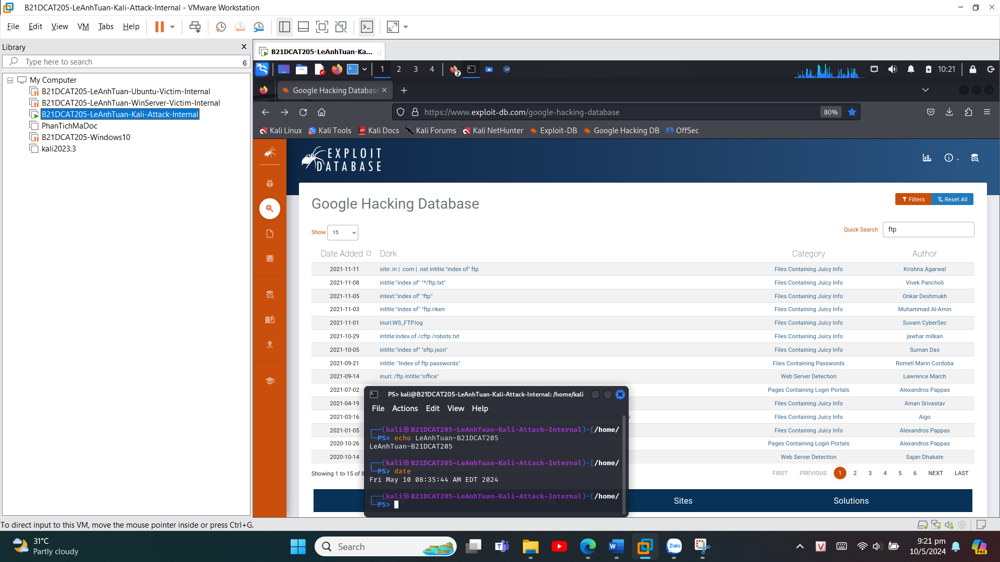 B21DCAT205-LeAnhTuan-Kali-Attack-Internal - VMware Workstation
File Edit View VM Tabs Help
Library
Type here to search
6
My Computer
B21DCAT205-LeAnhTuan-Ubuntu-Victim-Internal
B21DCAT205-LeAnhTuan-WinServer-Victim-Internal
B21DCAT205-LeAnhTuan-Kali-Attack-Internal
PhanTichMaDoc
B21DCAT205-Windows10
kali2023.3
B21DCAT205-LeAnhTuan-Ka...
1 2 3 4 2 10:21
Google Hacking Database
https://www.exploit-db.com/google-hacking-database 80%
Kali Linux Kali Tools Kali Docs Kali Forums Kali NetHunter Exploit-DB Google Hacking DB OffSec
EXPLOIT
DATABASE
Google Hacking Database
Filters Reset All
Show 15 Quick Search ftp
Date Added Dork Category Author
2021-11-11 site:.in | .com | .net intitle:"index of" ftp Files Containing Juicy Info Krishna Agarwal
2021-11-08 intitle:"index of" "*/ftp.txt" Files Containing Juicy Info Vivek Pancholi
2021-11-05 intext:"index of" "ftp" Files Containing Juicy Info Onkar Deshmukh
2021-11-03 intitle:"index of" "ftp.riken Files Containing Juicy Info Muhammad Al-Amin
2021-11-01 inurl:WS_FTP.log Files Containing Juicy Info Suvam CyberSec
2021-10-29 intitle:index.of /cftp /robots.txt Files Containing Juicy Info jawhar milkan
2021-10-05 intitle:"index of" "sftp.json" Files Containing Juicy Info Suman Das
2021-09-21 intitle: "Index of ftp passwords" Files Containing Passwords Romell Marin Cordoba
2021-09-14 inurl: /ftp intitle:"office" Web Server Detection Lawrence March
2021-07-02 Pages Containing Login Portals Alexandros Pappas
2021-04-19 Files Containing Juicy Info Aman Srivastav
2021-03-16 Files Containing Juicy Info Aigo
2021-01-05 Files Containing Juicy Info Alexandros Pappas
2020-10-26 Pages Containing Login Portals Alexandros Pappas
2020-10-14 Web Server Detection Sajan Dhakate
Showing 1 to 15 of
FIRST PREVIOUS 1 2 3 4 5 6 NEXT LAST
Links Sites Solutions
PS> kali@B21DCAT205-LeAnhTuan-Kali-Attack-Internal: /home/kali
File Actions Edit View Help
┌──(kali㉿B21DCAT205-LeAnhTuan-Kali-Attack-Internal)-[/home/
└─PS> echo LeAnhTuan-B21DCAT205
LeAnhTuan-B21DCAT205
┌──(kali㉿B21DCAT205-LeAnhTuan-Kali-Attack-Internal)-[/home/
└─PS> date
Fri May 10 08:35:44 AM EDT 2024
┌──(kali㉿B21DCAT205-LeAnhTuan-Kali-Attack-Internal)-[/home/
└─PS>
To direct input to this VM, move the mouse pointer inside or press Ctrl+G.
31°C
Partly cloudy
Search
Zalo
V
PRE
9:21 pm
10/5/2024